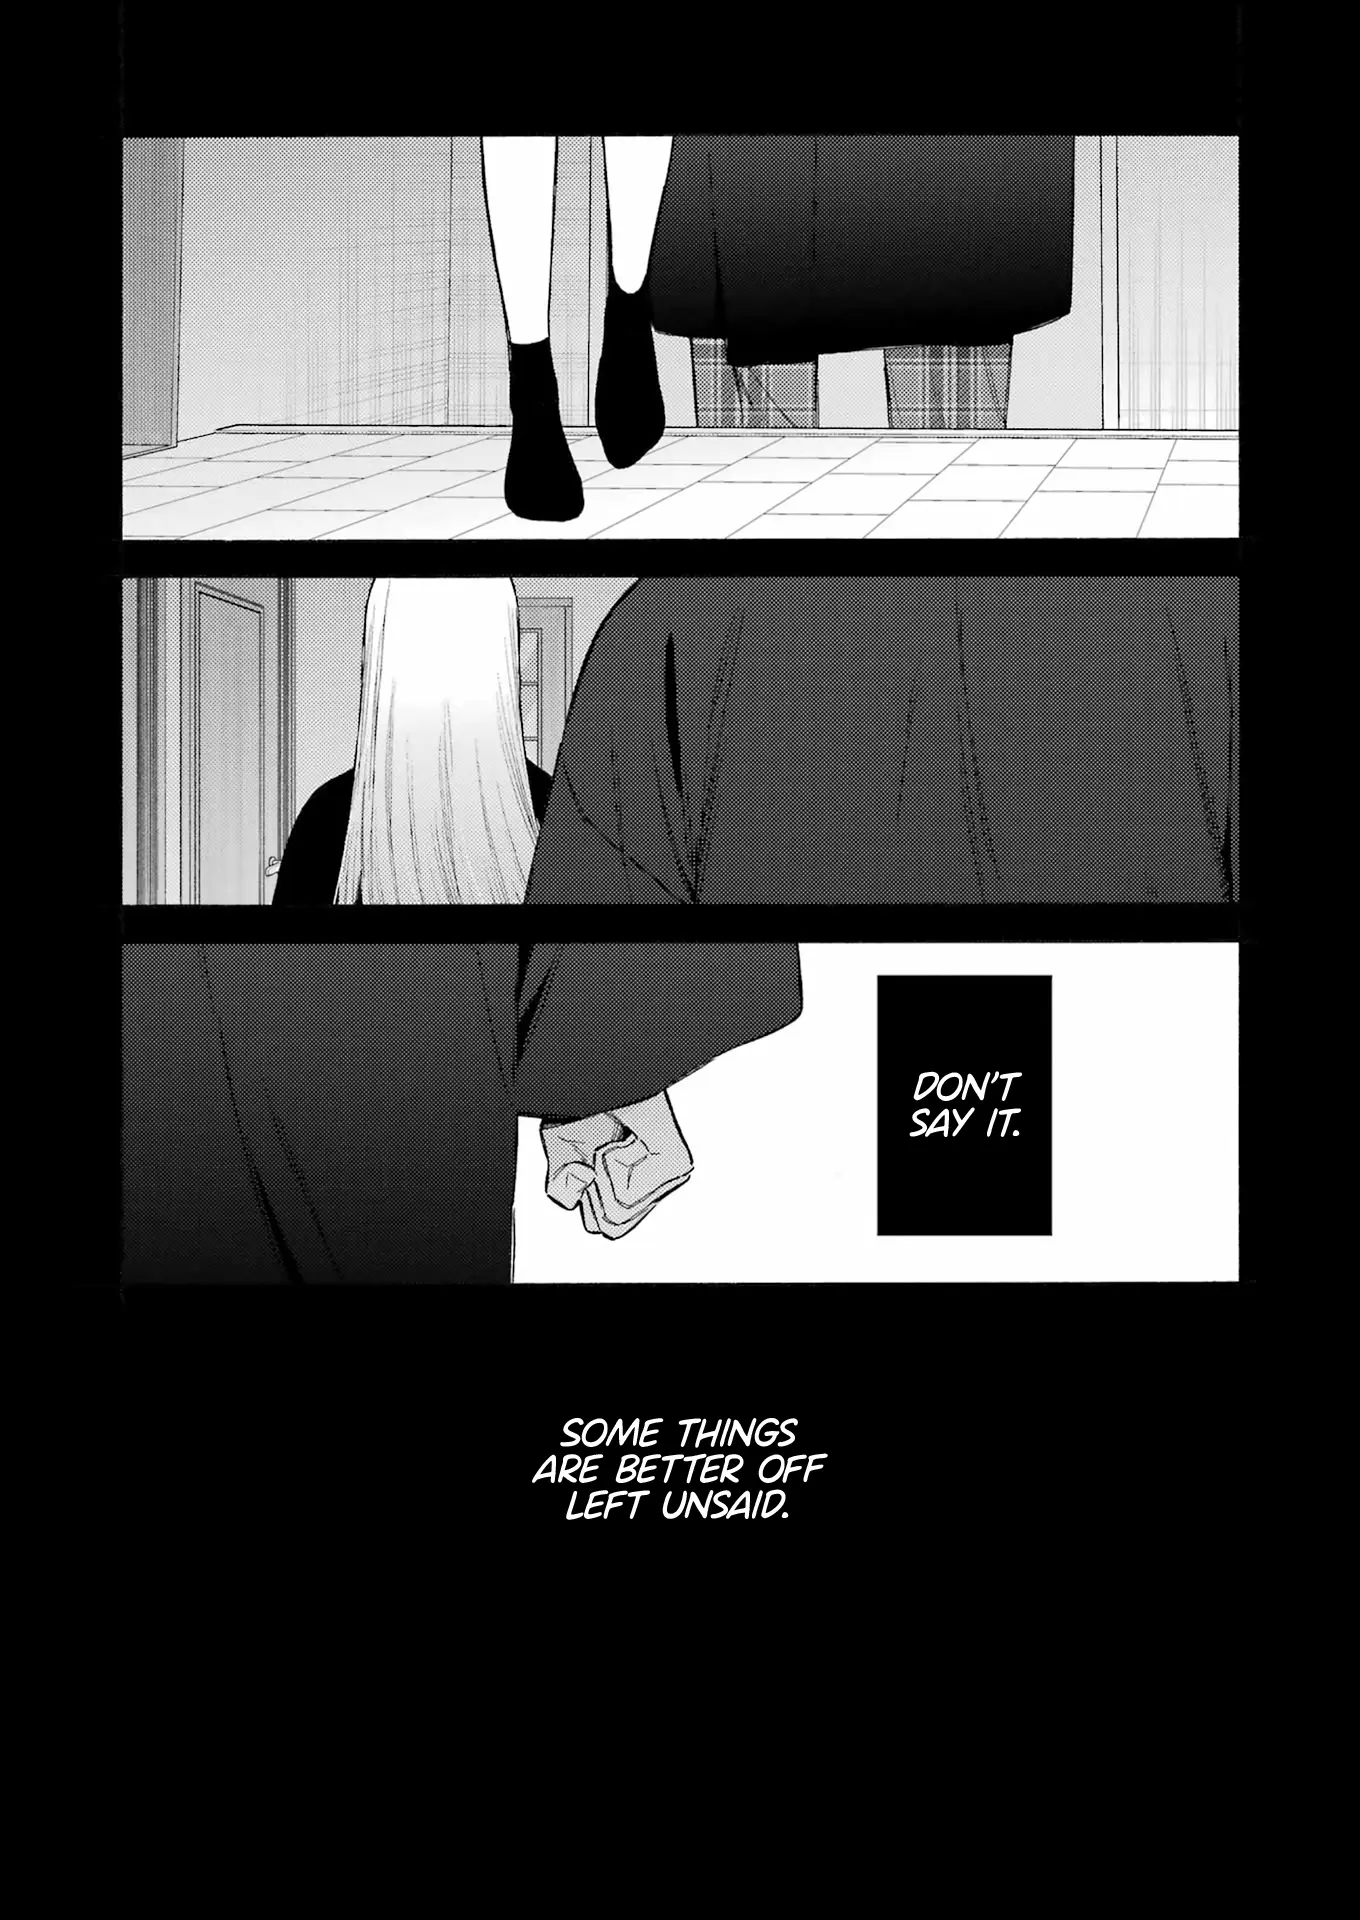 DON'T
SAY IT.
SOME THINGS
ARE BETTER OFF
LEFT UNSAID.